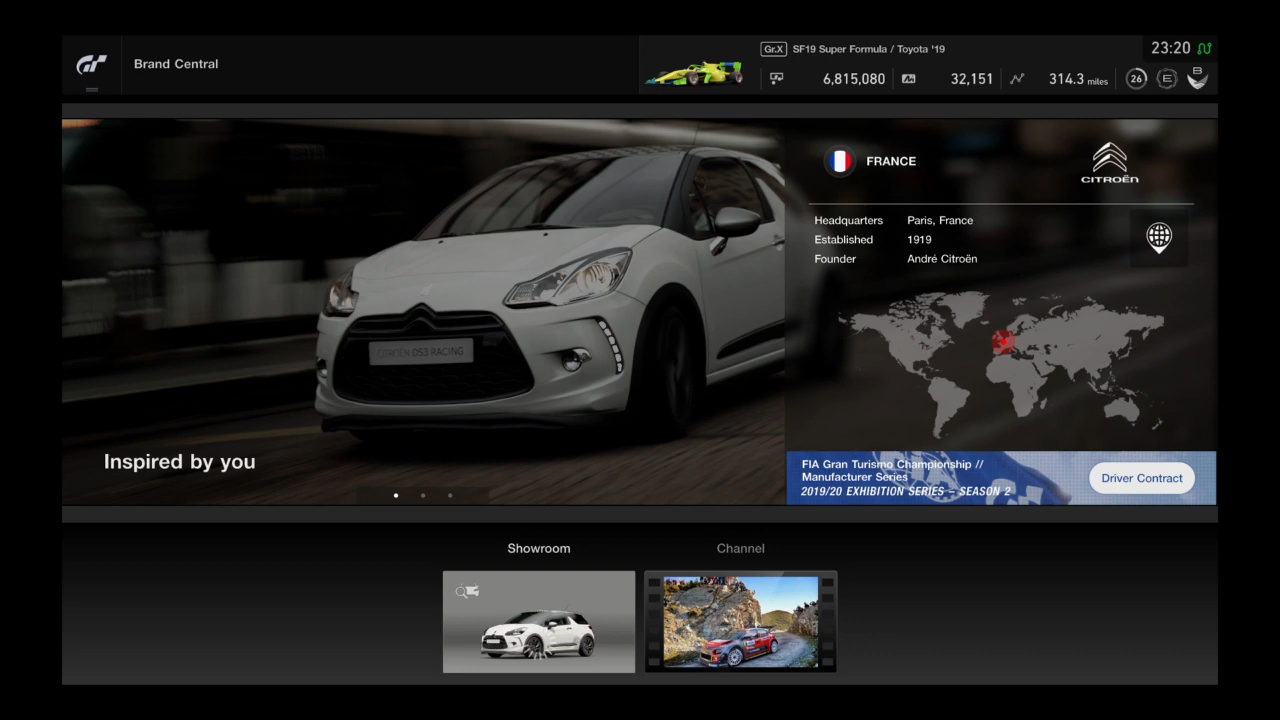 GT
Brand Central
Gr.X SF19 Super Formula / Toyota '19
23:20
6,815,080
32,151
314.3 miles
26
E
B
FRANCE
CITROËN
Headquarters Paris, France
Established 1919
Founder André Citroën
CITROËN DS3 RACING
Inspired by you
FIA Gran Turismo Championship //
Manufacturer Series
2019/20 EXHIBITION SERIES – SEASON 2
Driver Contract
Showroom
Channel